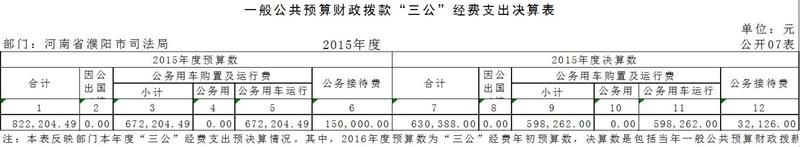 一般公共预算财政拨款“三公”经费支出决算表
单位：元
部门：河南省濮阳市司法局 2015年度 公开07表
2015年度预算数 2015年度决算数
合计 因公出国 公务用车购置及运行费 公务接待费 合计 因公出国 公务用车购置及运行费 公务接待费
小计 公务用 公务用车运行 小计 公务用 公务用车运行
1 2 3 4 5 6 7 8 9 10 11 12
822,204.49 0.00 672,204.49 0.00 672,204.49 150,000.00 630,388.00 0.00 598,262.00 0.00 598,262.00 32,126.00
注：本表反映部门本年度“三公”经费支出预决算情况。其中，2016年度预算数为“三公”经费年初预算数，决算数是包括当年一般公共预算财政拨款